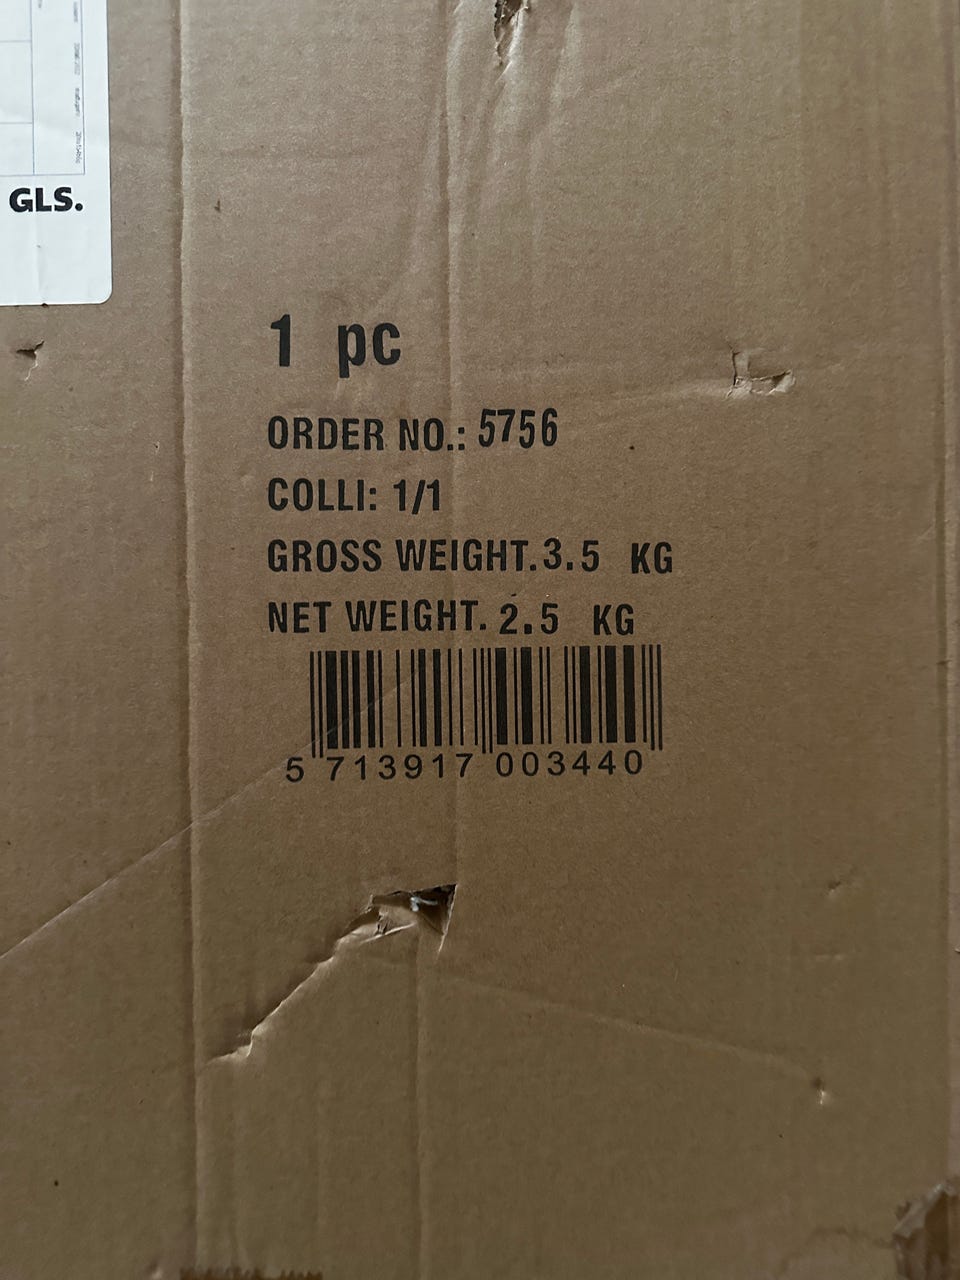 GLS.
1 pc
ORDER NO.: 5756
COLLI: 1/1
GROSS WEIGHT.3.5 KG
NET WEIGHT. 2.5 KG
5 713917 003440